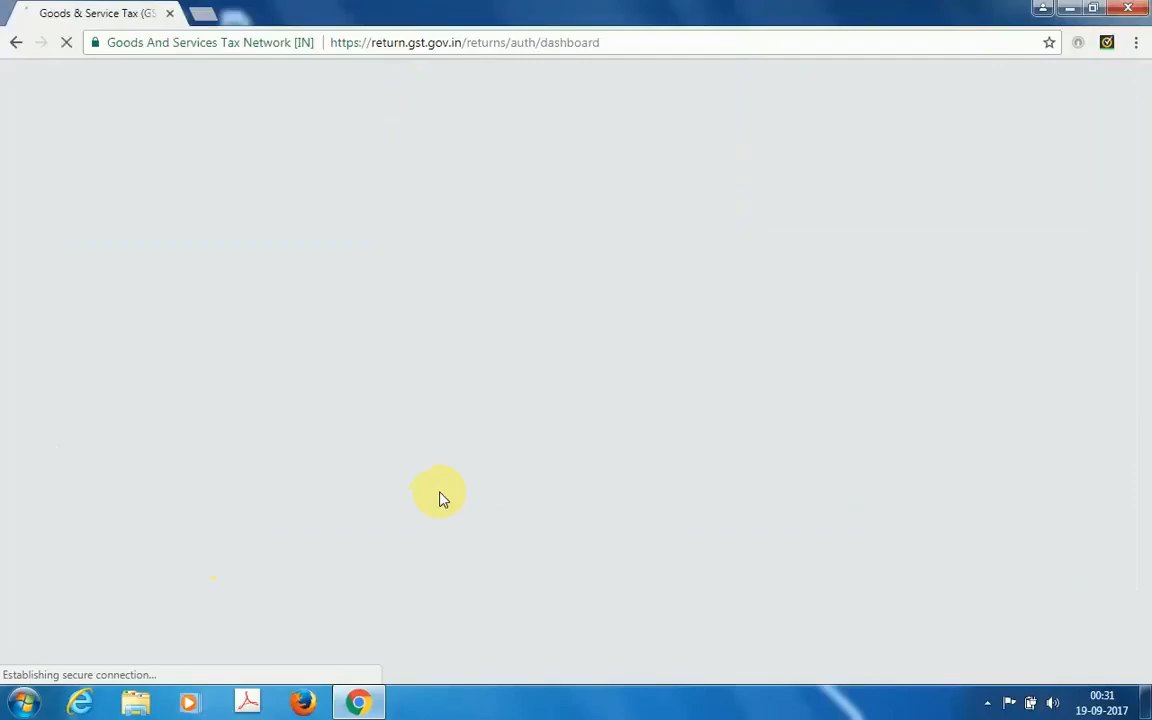 Goods & Service Tax (GS
Goods And Services Tax Network [IN]
https://return.gst.gov.in/returns/auth/dashboard
Establishing secure connection...
00:31
19-09-2017